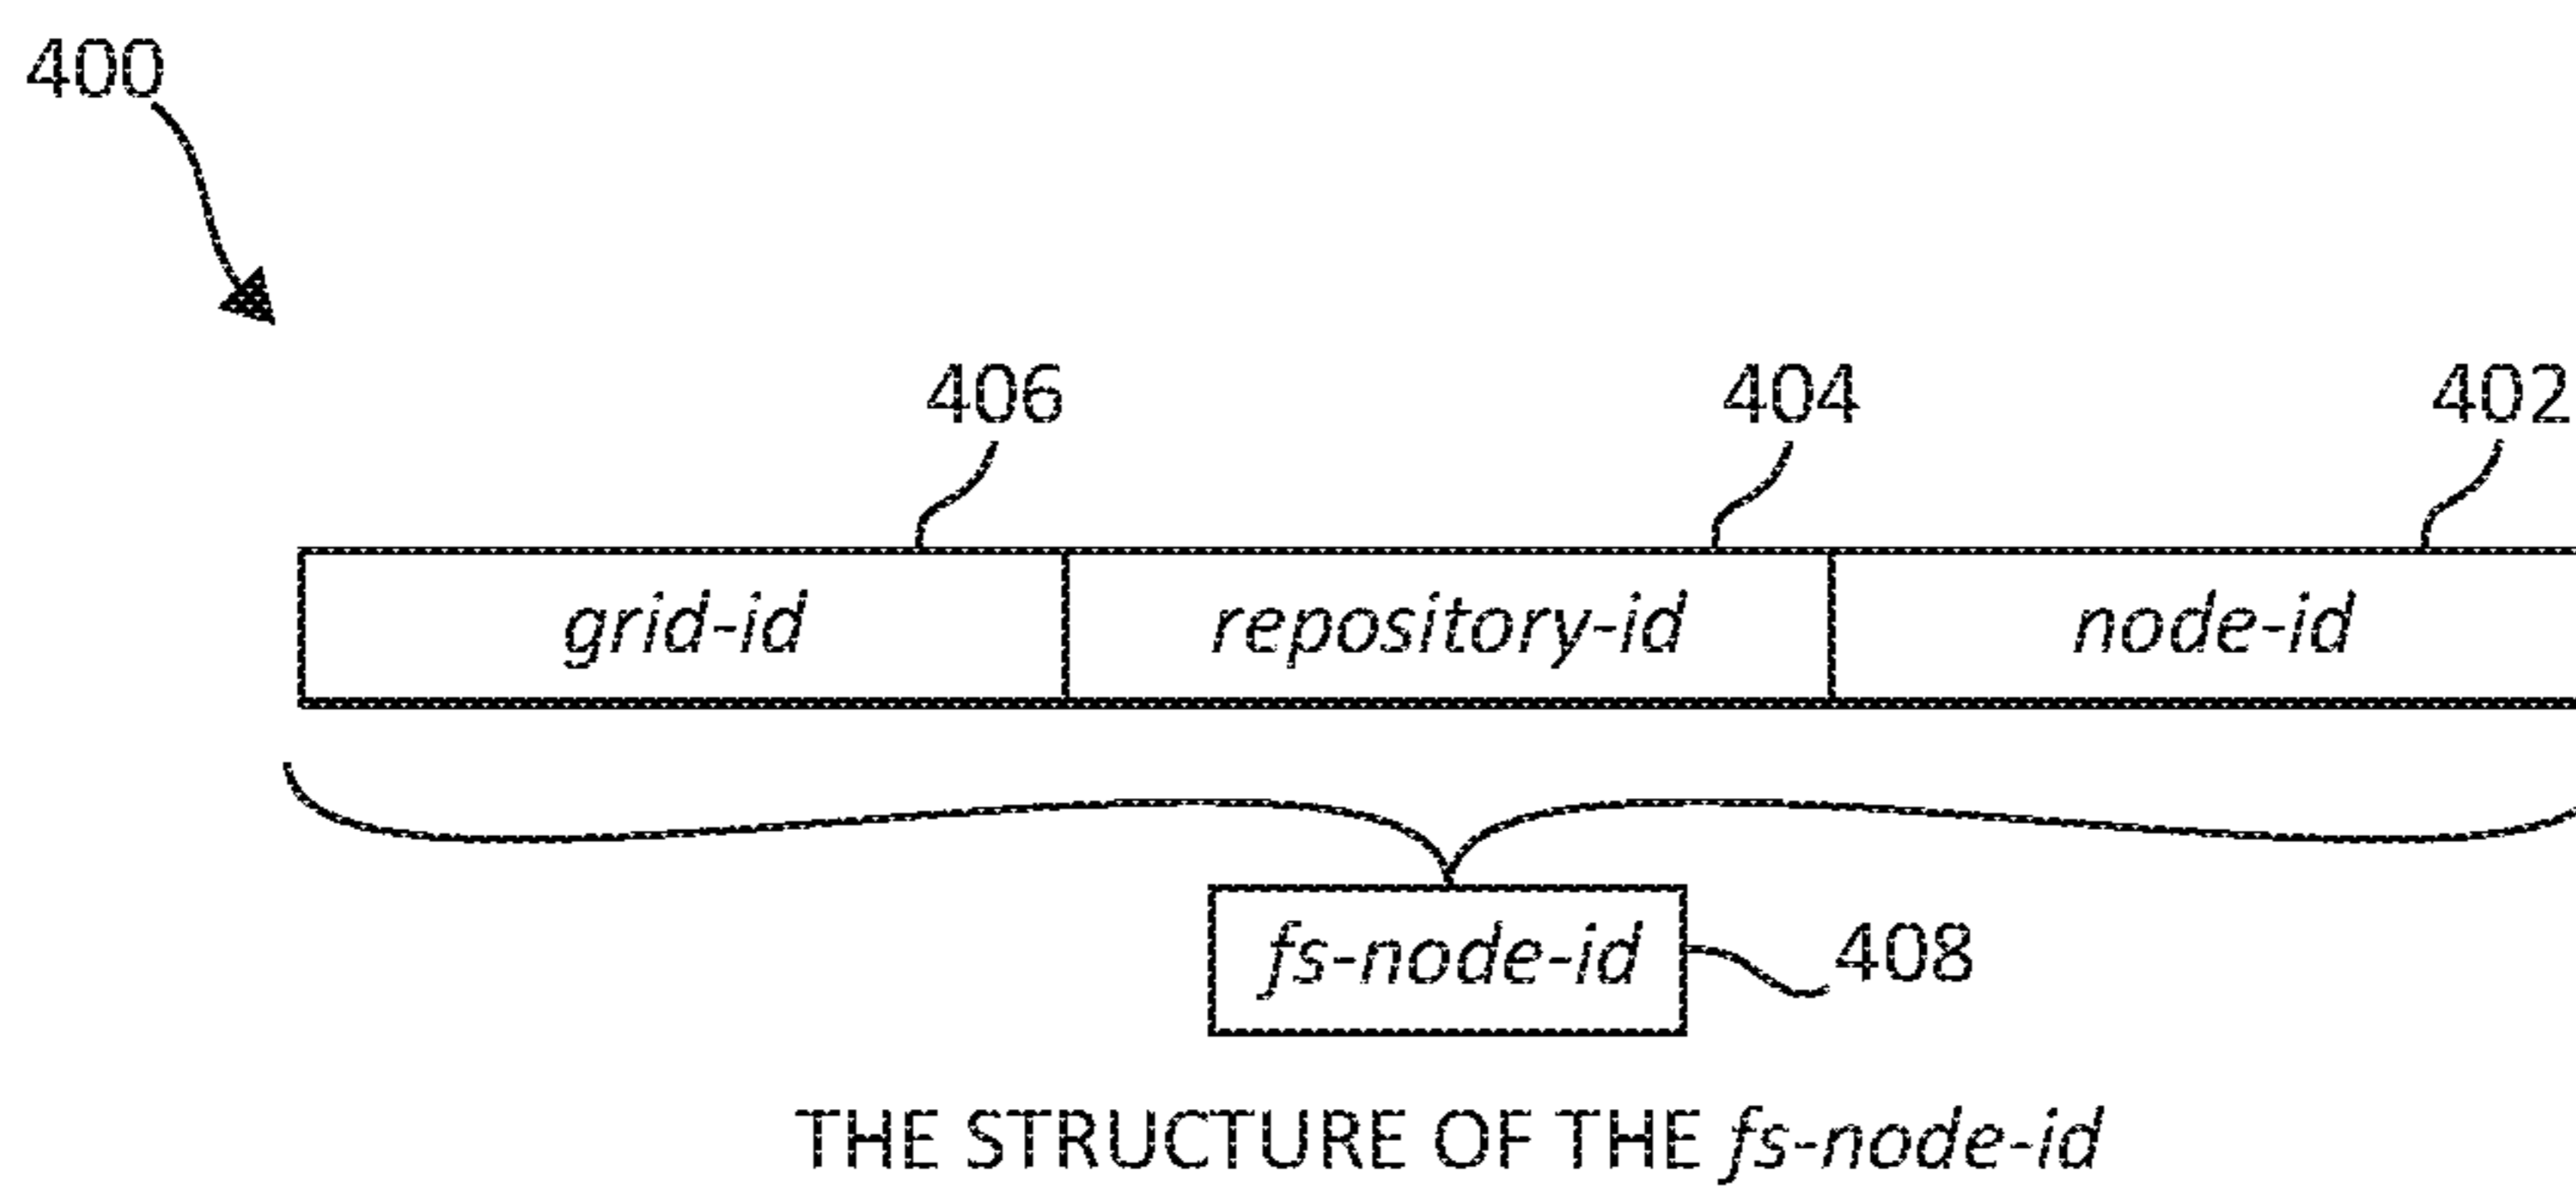 400
406 404 402
grid-id repository-id node-id
fs-node-id 408
THE STRUCTURE OF THE fs-node-id